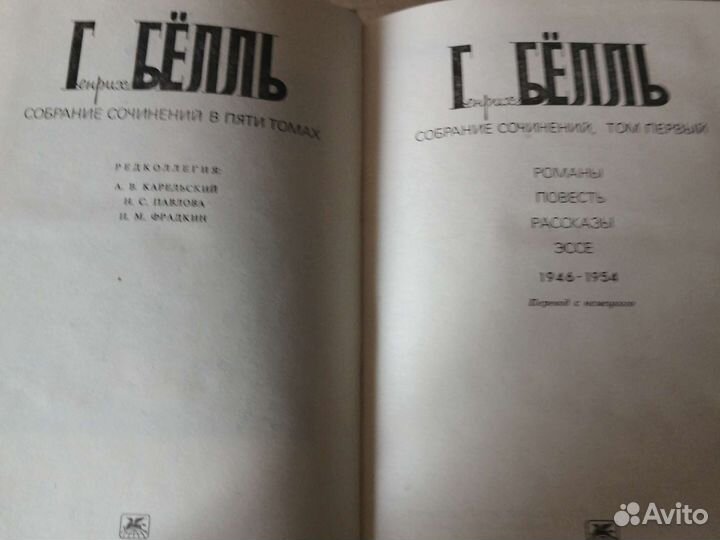 Генрих БЁЛЛЬ
СОБРАНИЕ СОЧИНЕНИЙ В ПЯТИ ТОМАХ
РЕДКОЛЛЕГИЯ:
А. В. КАРЕЛЬСКИЙ
Н. С. ПАВЛОВА
И. М. ФРАДКИН
Генрих БЁЛЛЬ
СОБРАНИЕ СОЧИНЕНИЙ, ТОМ ПЕРВЫЙ
РОМАНЫ
ПОВЕСТЬ
РАССКАЗЫ
ЭССЕ
1946-1954
Перевод с немецкого
Avito